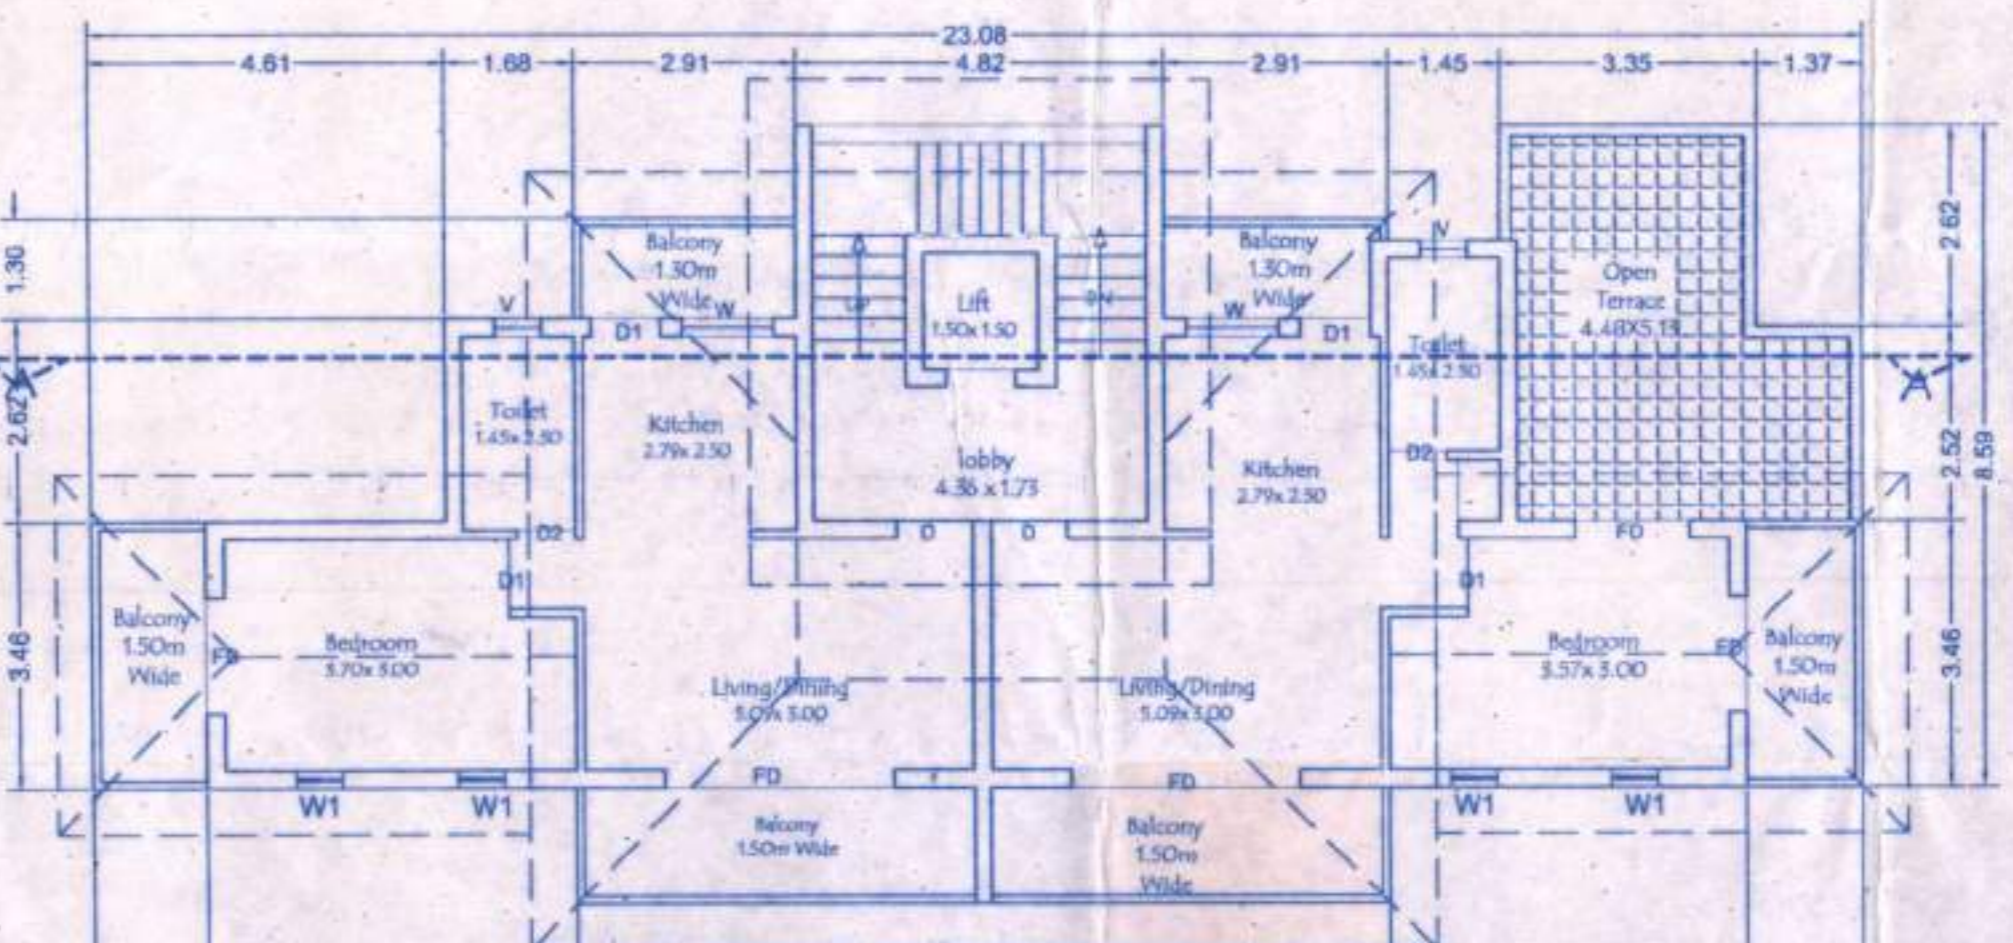 23.08
4.61 1.68 2.91 4.82 2.91 1.45 3.35 1.37
1.30
2.62
3.46
2.62
2.52
8.59
3.46
Balcony
1.30m
Wide
W
V
D1
UP
Lift
1.50x1.50
Balcony
1.30m
Wide
W
D1
V
Open
Terrace
A
Toilet
1.45x2.50
Kitchen
2.79x2.50
lobby
4.36 x1.73
Kitchen
2.79x2.50
Toilet
1.45x2.50
D2
D2
D1
D
D
FD
D1
Balcony
1.50m
Wide
FD
Bedroom
3.70x3.00
Living/Dining
5.09x3.00
Living/Dining
5.09x3.00
Bedroom
3.57x3.00
FD
Balcony
1.50m
Wide
W1
W1
FD
FD
W1
W1
Balcony
1.50m Wide
Balcony
1.50m
Wide